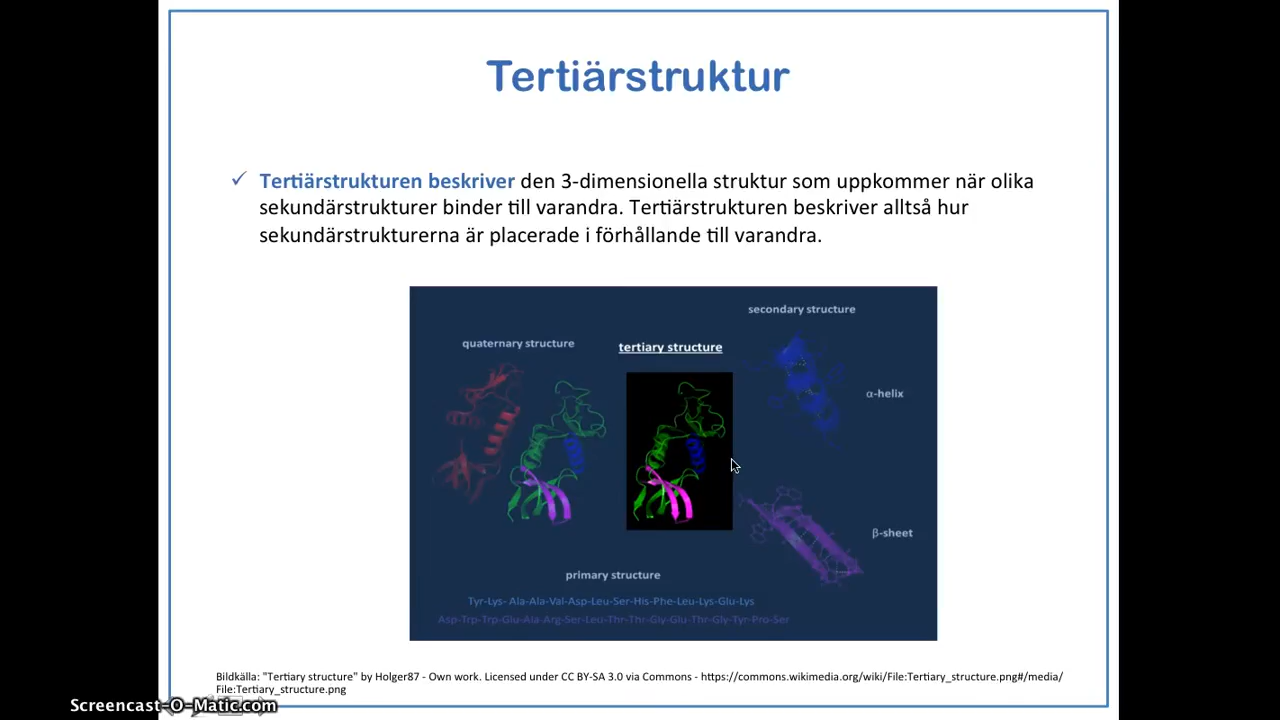 Tertiärstruktur
✓ Tertiärstrukturen beskriver den 3-dimensionella struktur som uppkommer när olika
sekundärstrukturer binder till varandra. Tertiärstrukturen beskriver alltså hur
sekundärstrukturerna är placerade i förhållande till varandra.
secondary structure
quaternary structure
tertiary structure
α-helix
β-sheet
primary structure
Tyr-Lys- Ala-Ala-Val-Asp-Leu-Ser-His-Phe-Leu-Lys-Glu-Lys
Asp-Trp-Trp-Glu-Ala-Arg-Ser-Leu-Thr-Thr-Gly-Glu-Thr-Gly-Tyr-Pro-Ser
Bildkälla: "Tertiary structure" by Holger87 - Own work. Licensed under CC BY-SA 3.0 via Commons - https://commons.wikimedia.org/wiki/File:Tertiary_structure.png#/media/
File:Tertiary_structure.png
Screencast-O-Matic.com